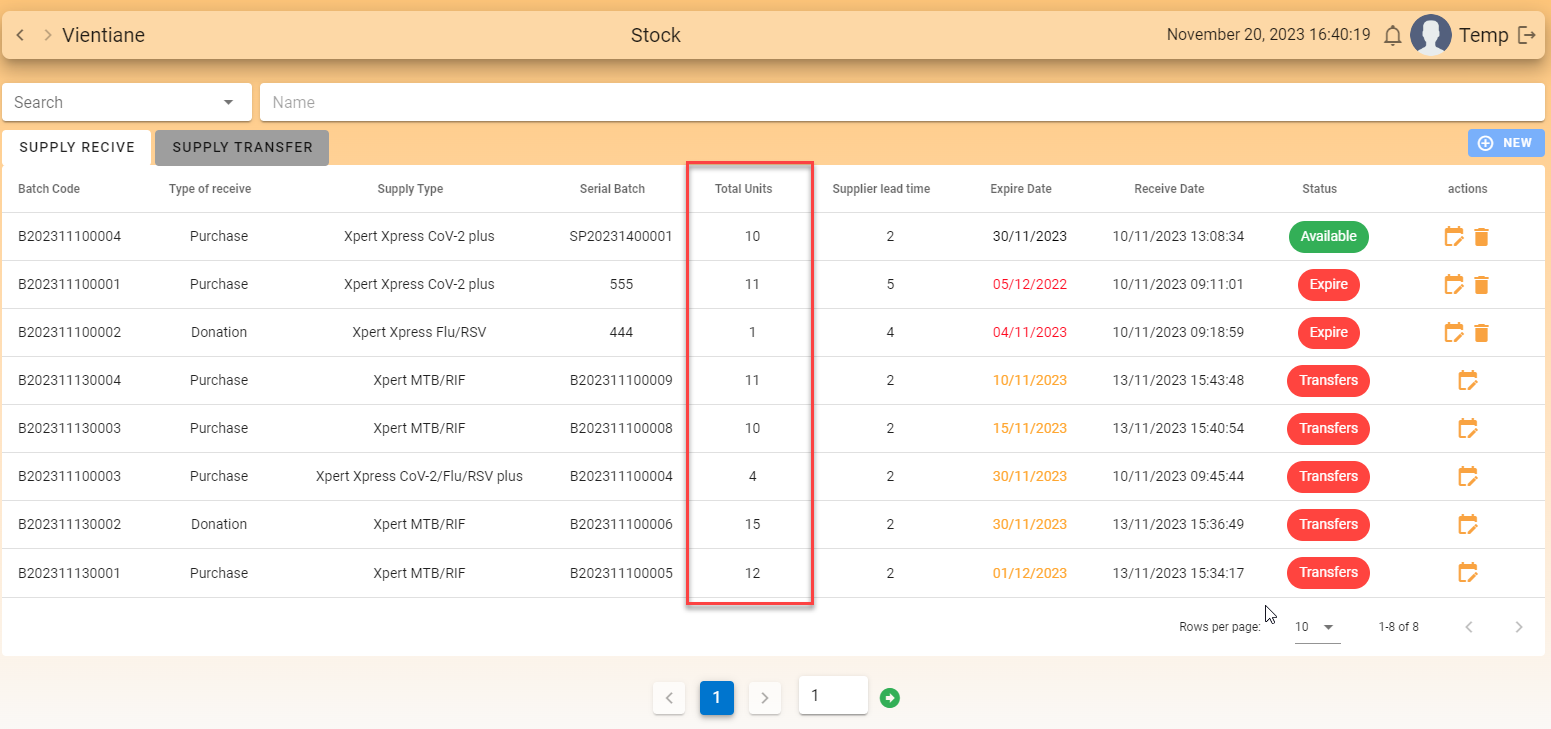 Vientiane Stock November 20, 2023 16:40:19 Temp
Search Name
SUPPLY RECIVE SUPPLY TRANSFER NEW
Batch Code Type of receive Supply Type Serial Batch Total Units Supplier lead time Expire Date Receive Date Status actions
B202311100004 Purchase Xpert Xpress CoV-2 plus SP20231400001 10 2 30/11/2023 10/11/2023 13:08:34 Available
B202311100001 Purchase Xpert Xpress CoV-2 plus 555 11 5 05/12/2022 10/11/2023 09:11:01 Expire
B202311100002 Donation Xpert Xpress Flu/RSV 444 1 4 04/11/2023 10/11/2023 09:18:59 Expire
B202311130004 Purchase Xpert MTB/RIF B202311100009 11 2 10/11/2023 13/11/2023 15:43:48 Transfers
B202311130003 Purchase Xpert MTB/RIF B202311100008 10 2 15/11/2023 13/11/2023 15:40:54 Transfers
B202311100003 Purchase Xpert Xpress CoV-2/Flu/RSV plus B202311100004 4 2 30/11/2023 10/11/2023 09:45:44 Transfers
B202311130002 Donation Xpert MTB/RIF B202311100006 15 2 30/11/2023 13/11/2023 15:36:49 Transfers
B202311130001 Purchase Xpert MTB/RIF B202311100005 12 2 01/12/2023 13/11/2023 15:34:17 Transfers
Rows per page: 10 1-8 of 8
1 1